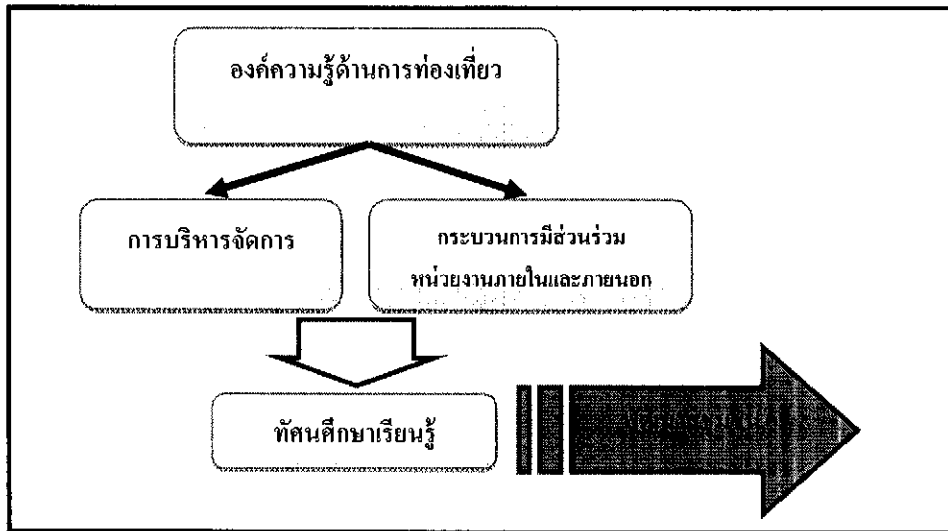 องค์ความรู้ด้านการท่องเที่ยว
การบริหารจัดการ
กระบวนการมีส่วนร่วม
หน่วยงานภายในและภายนอก
ทัศนศึกษาเรียนรู้